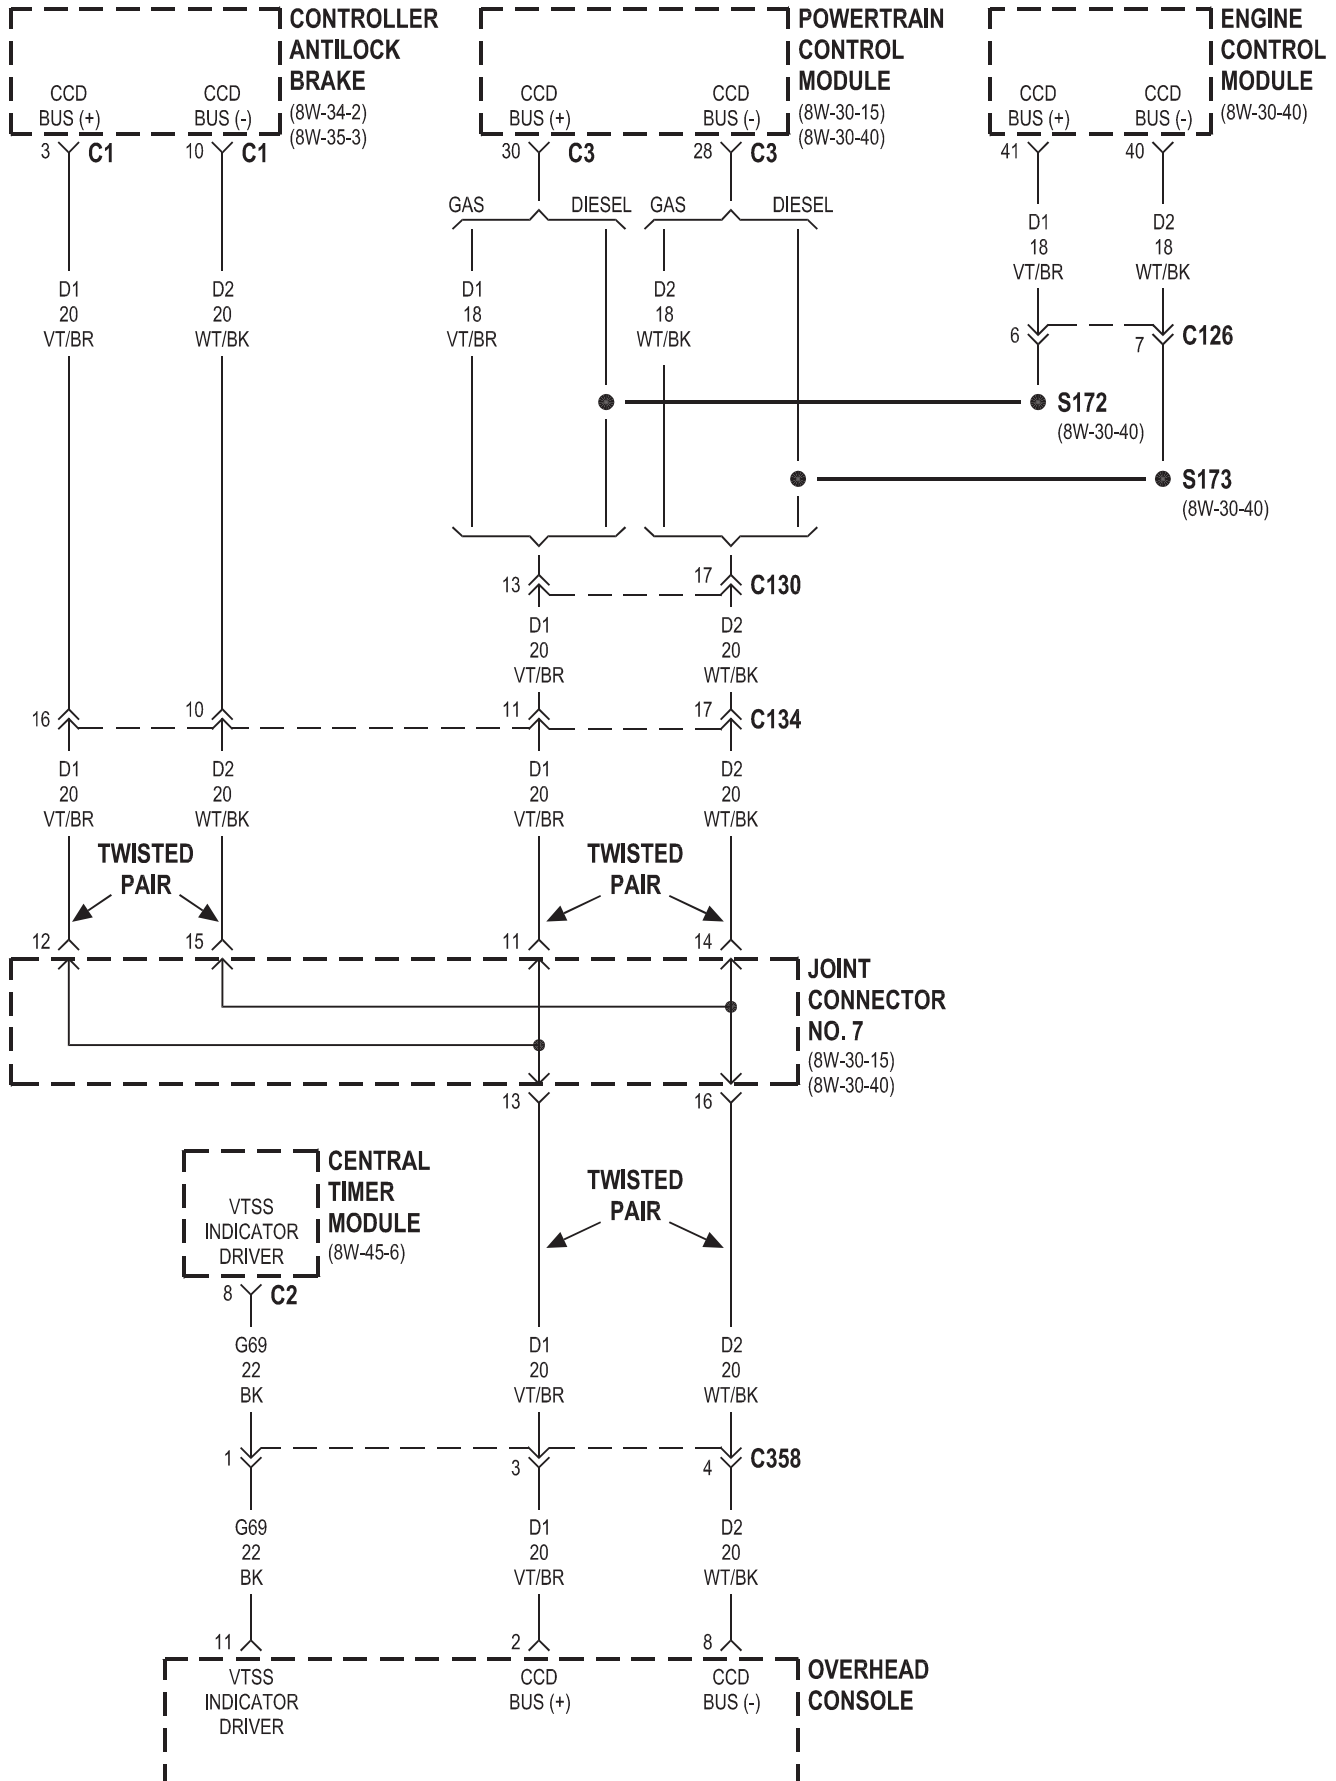 CONTROLLER
ANTILOCK
BRAKE
(8W-34-2)
(8W-35-3)
CCD
BUS (+)
CCD
BUS (-)
3
C1
10
C1
POWERTRAIN
CONTROL
MODULE
(8W-30-15)
(8W-30-40)
CCD
BUS (+)
CCD
BUS (-)
30
C3
28
C3
ENGINE
CONTROL
MODULE
(8W-30-40)
CCD
BUS (+)
CCD
BUS (-)
41
40
GAS
DIESEL
GAS
DIESEL
D1
18
VT/BR
D2
18
WT/BK
D1
20
VT/BR
D2
20
WT/BK
D1
18
VT/BR
D2
18
WT/BK
6
7
C126
S172
(8W-30-40)
S173
(8W-30-40)
13
17
C130
D1
20
VT/BR
D2
20
WT/BK
16
10
11
17
C134
D1
20
VT/BR
D2
20
WT/BK
D1
20
VT/BR
D2
20
WT/BK
TWISTED
PAIR
TWISTED
PAIR
12
15
11
14
JOINT
CONNECTOR
NO. 7
(8W-30-15)
(8W-30-40)
13
16
CENTRAL
TIMER
MODULE
(8W-45-6)
VTSS
INDICATOR
DRIVER
8
C2
TWISTED
PAIR
G69
22
BK
D1
20
VT/BR
D2
20
WT/BK
1
3
4
C358
G69
22
BK
D1
20
VT/BR
D2
20
WT/BK
11
2
8
VTSS
INDICATOR
DRIVER
CCD
BUS (+)
CCD
BUS (-)
OVERHEAD
CONSOLE